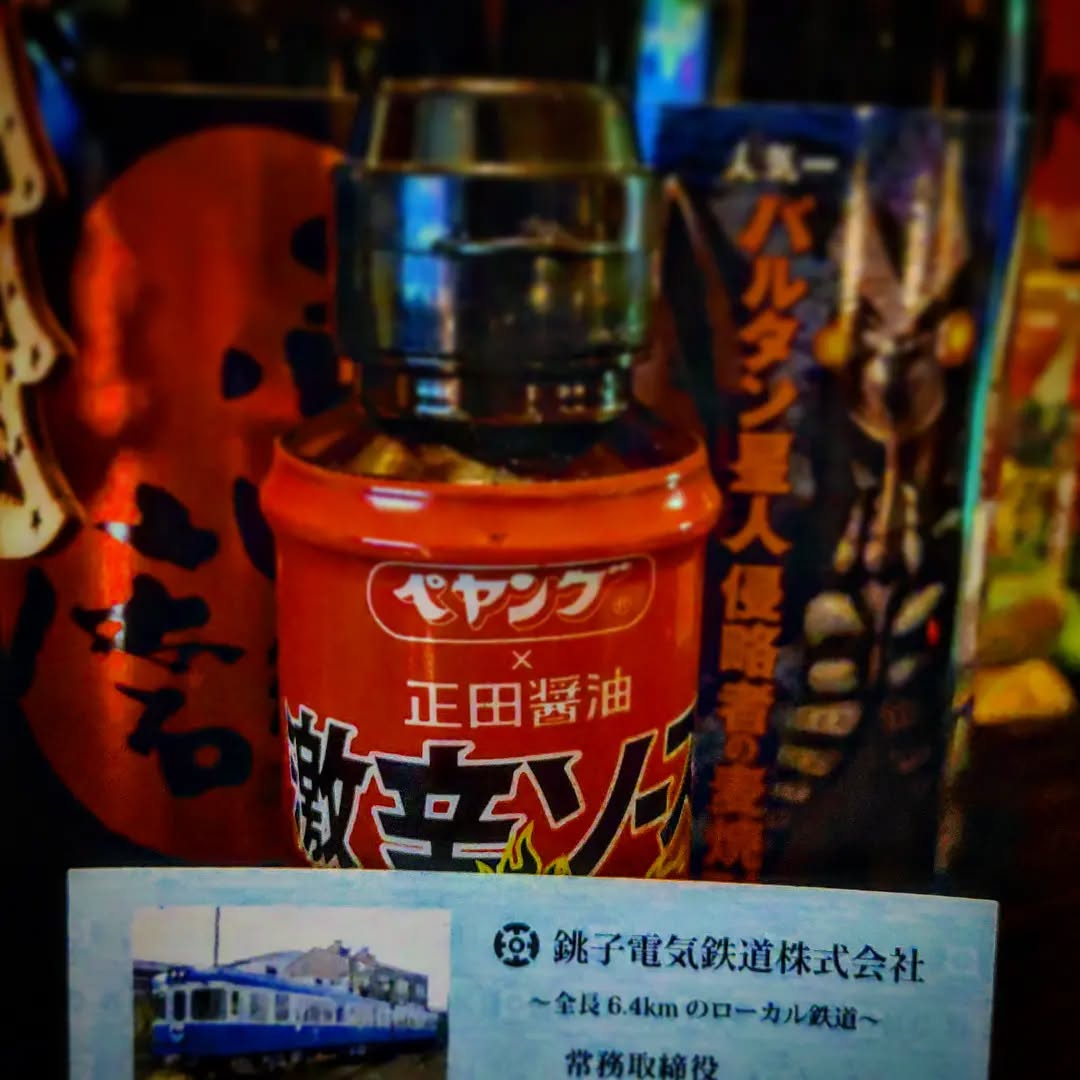 ペヤング®
×
正田醤油
激辛ソース
人気一
バルタン星人侵略者の麦焼
銚子電気鉄道株式会社
～全長6.4kmのローカル鉄道～
常務取締役